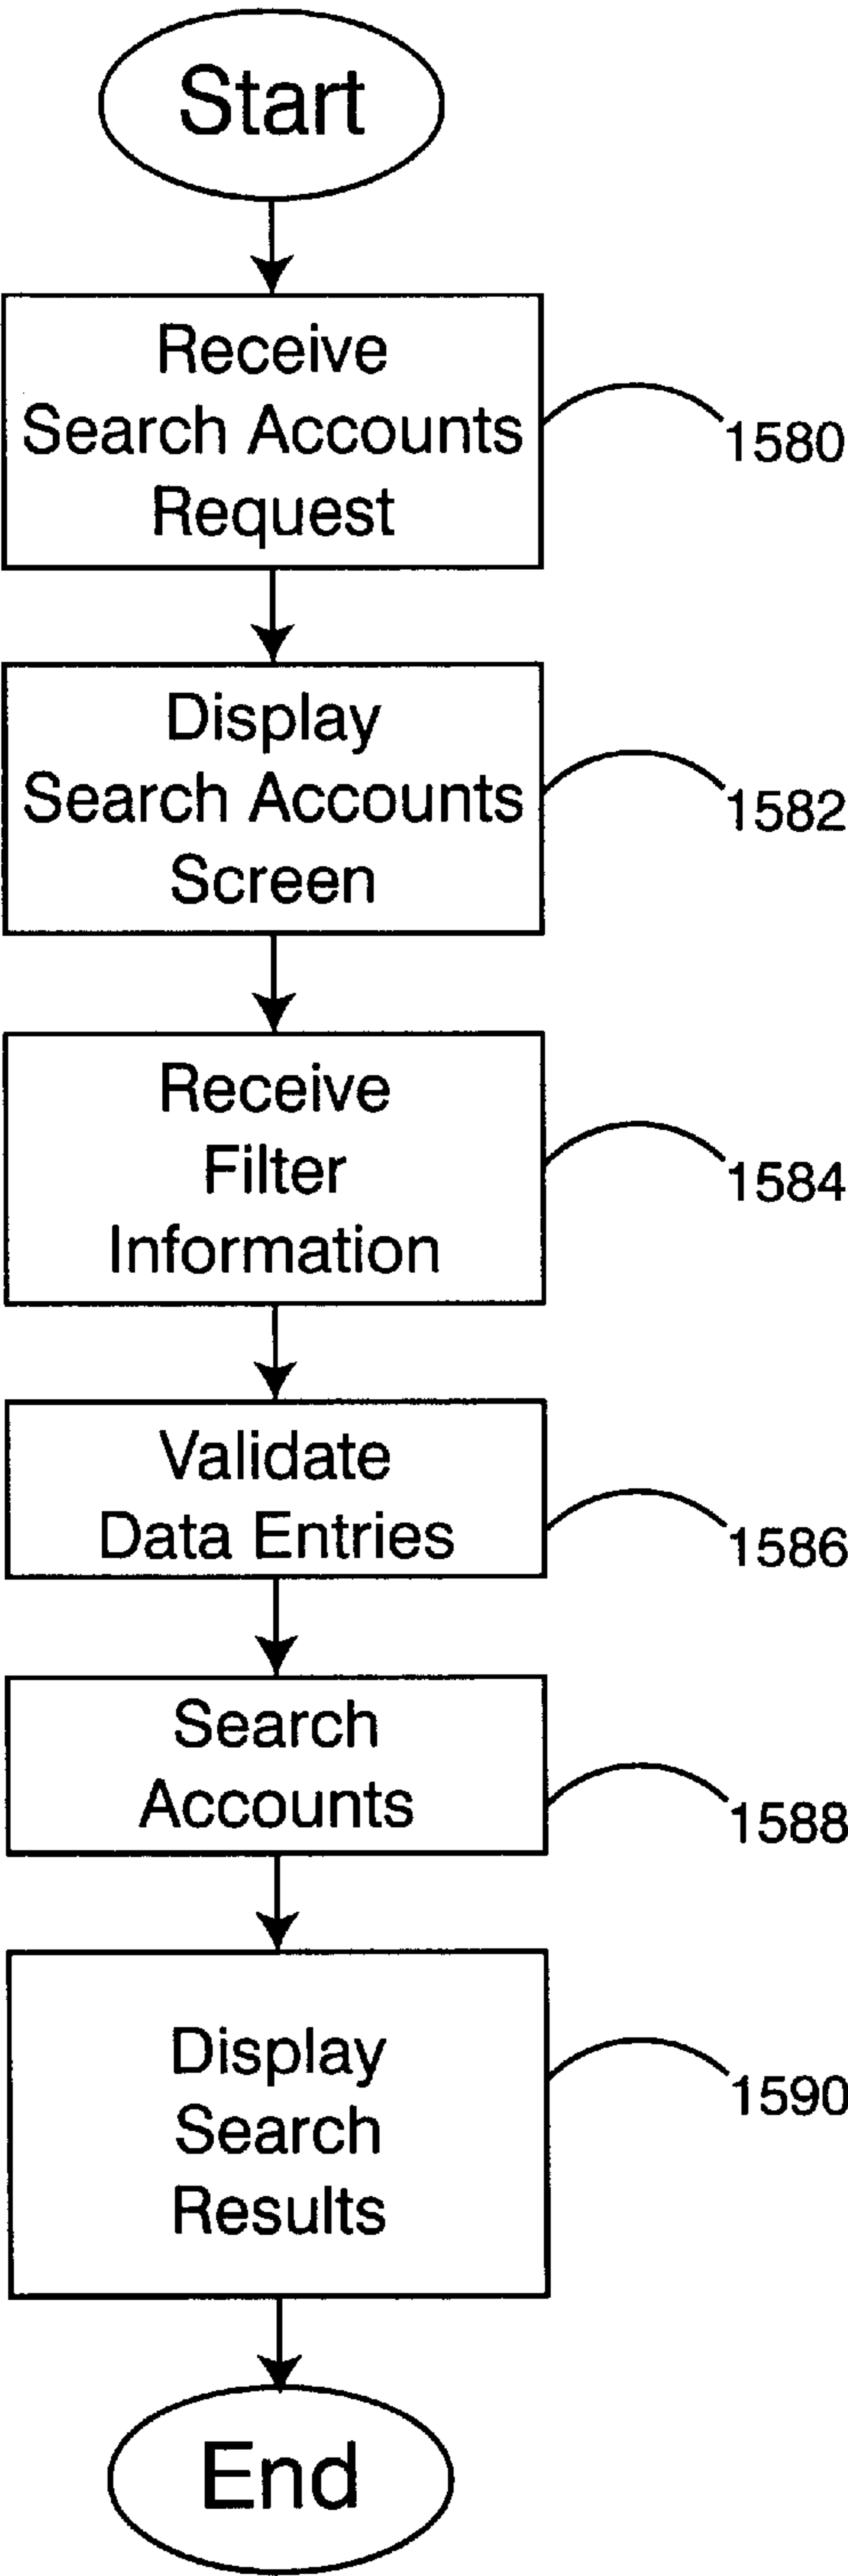 Start
Receive
Search Accounts
Request
1580
Display
Search Accounts
Screen
1582
Receive
Filter
Information
1584
Validate
Data Entries
1586
Search
Accounts
1588
Display
Search
Results
1590
End